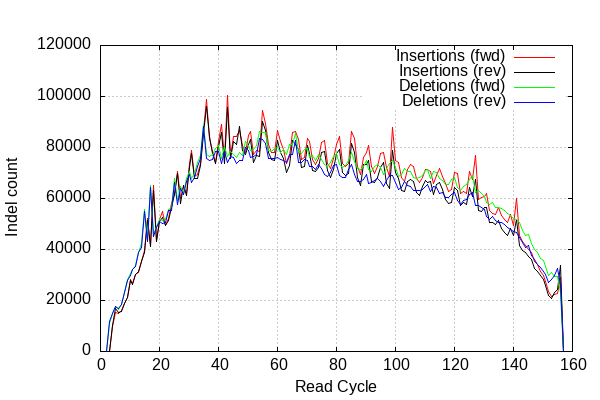 120000
100000
80000
60000
40000
20000
0
Indel count
Insertions (fwd)
Insertions (rev)
Deletions (fwd)
Deletions (rev)
0 20 40 60 80 100 120 140 160
Read Cycle